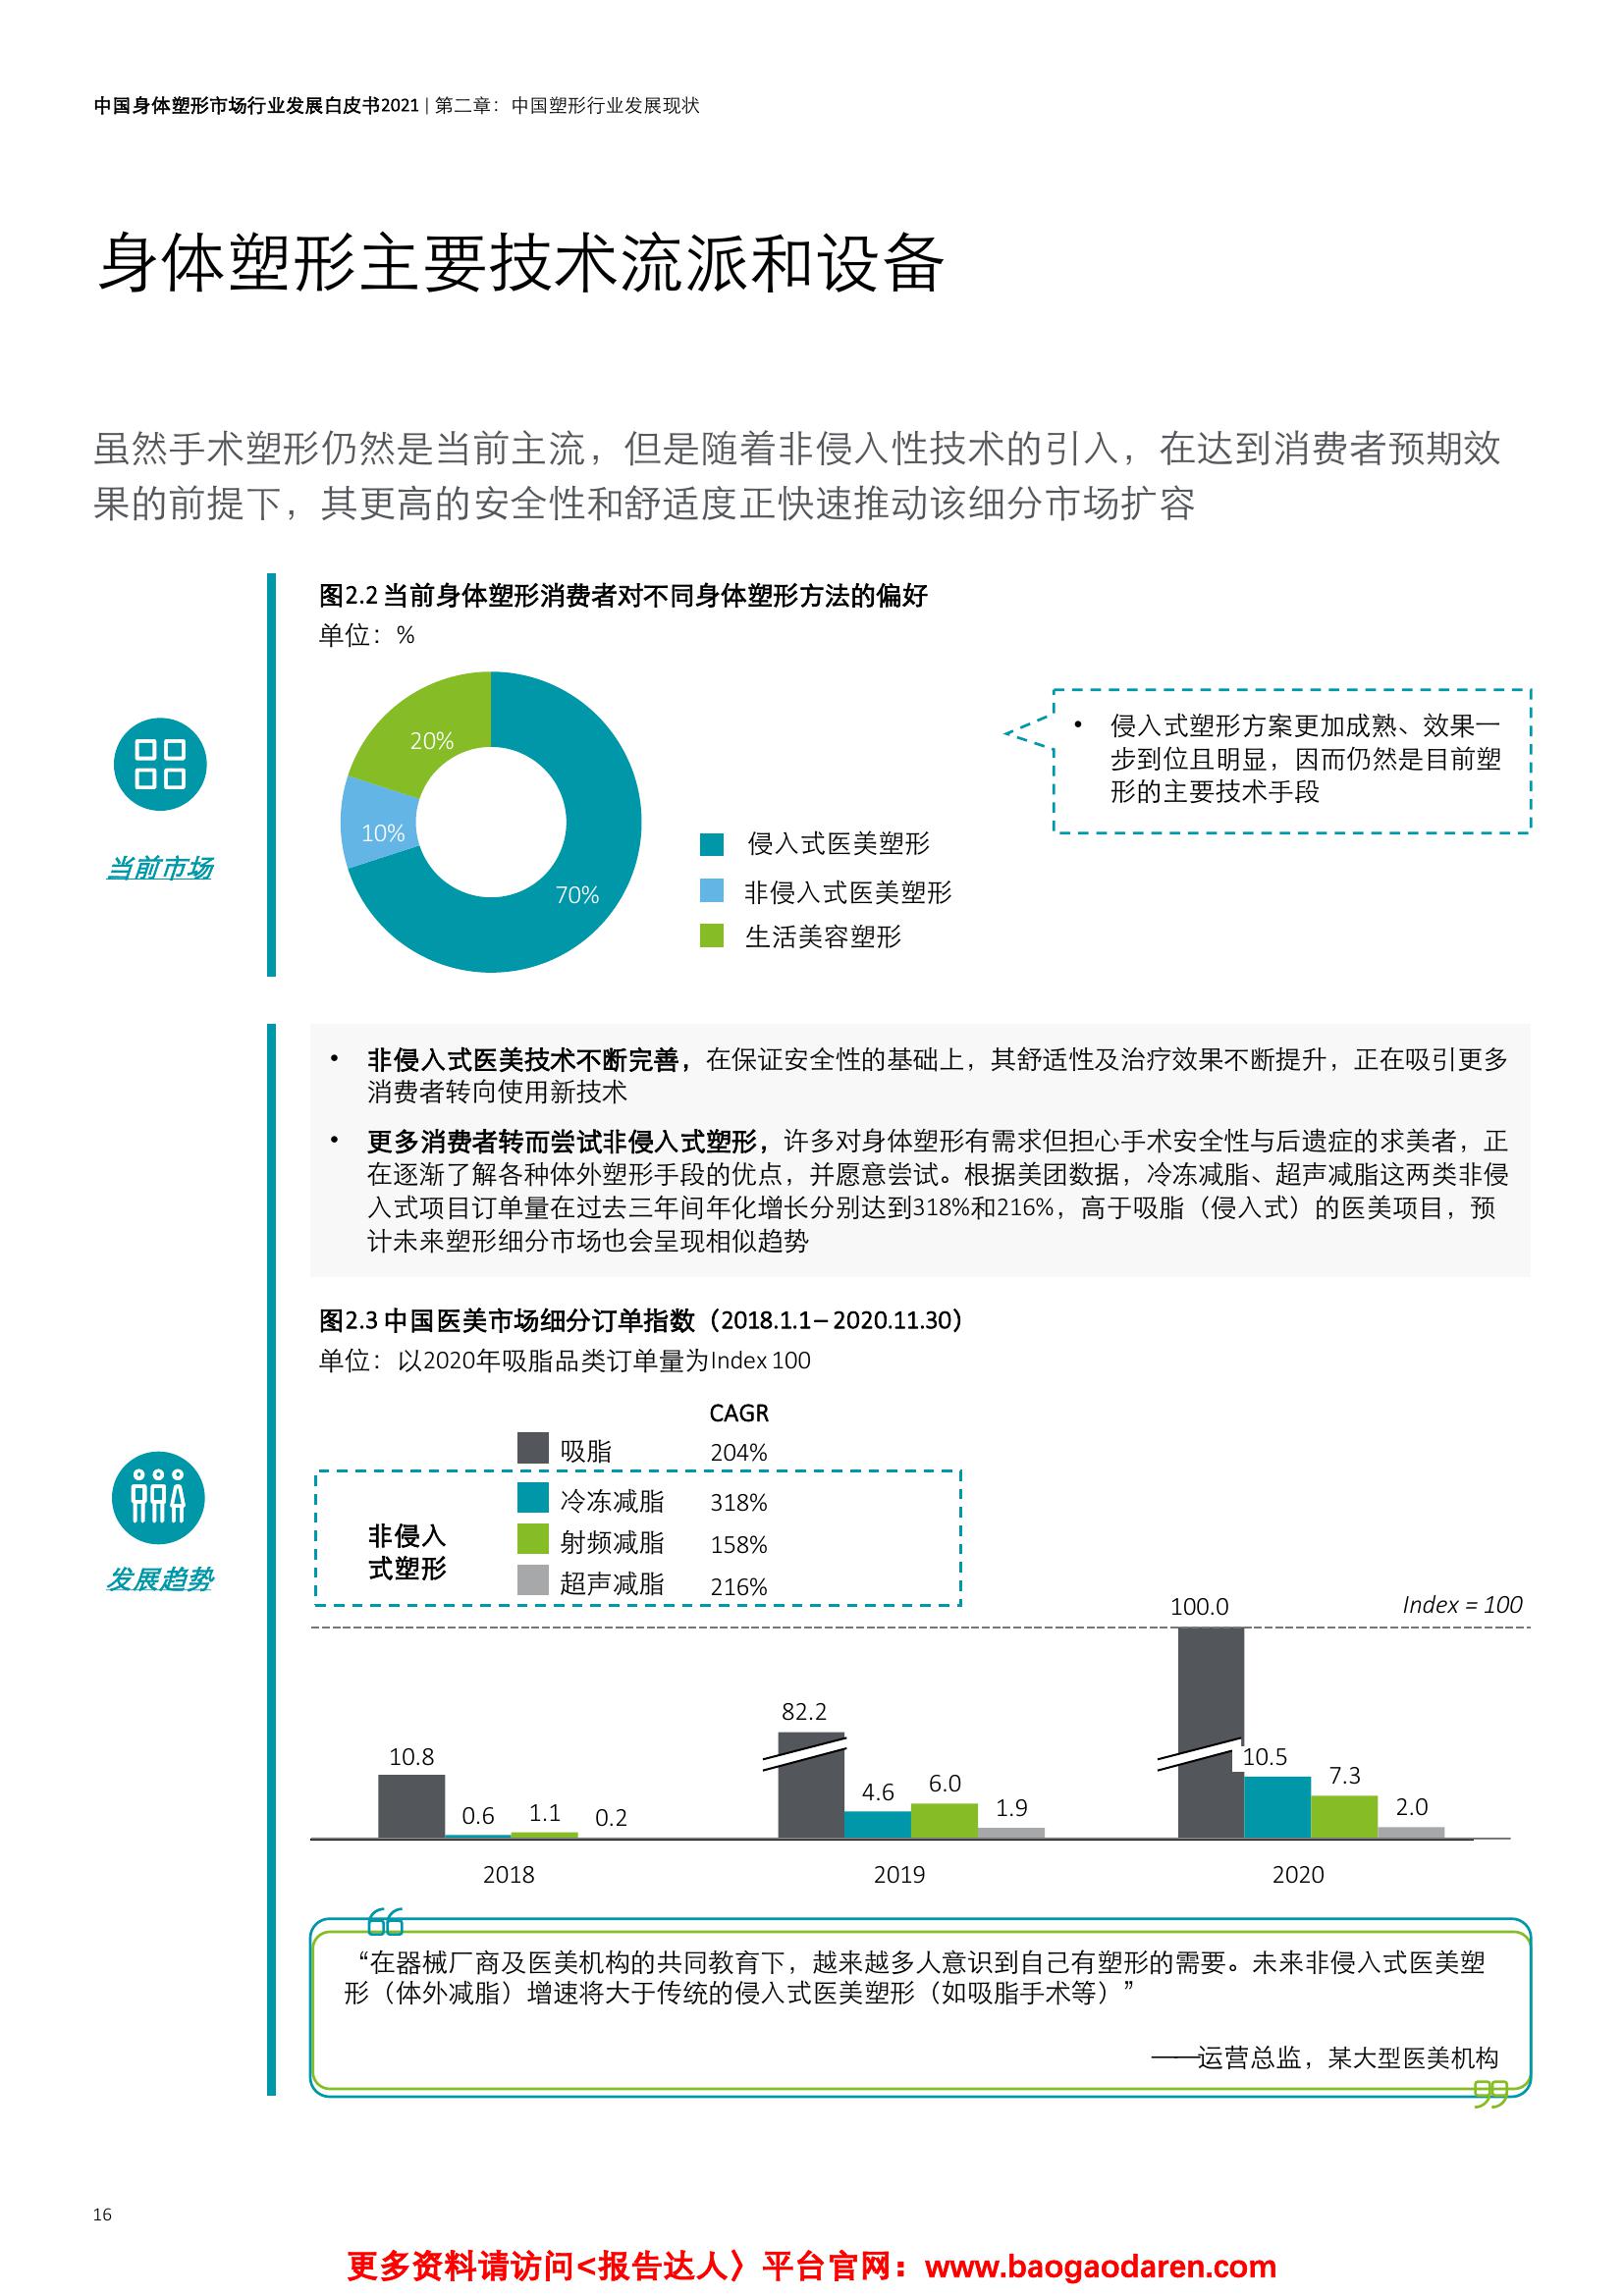 中国身体塑形市场行业发展白皮书2021 | 第二章：中国塑形行业发展现状
身体塑形主要技术流派和设备
虽然手术塑形仍然是当前主流，但是随着非侵入性技术的引入，在达到消费者预期效
果的前提下，其更高的安全性和舒适度正快速推动该细分市场扩容
当前市场
图2.2 当前身体塑形消费者对不同身体塑形方法的偏好
单位：%
20%
10%
70%
侵入式医美塑形
非侵入式医美塑形
生活美容塑形
• 侵入式塑形方案更加成熟、效果一
步到位且明显，因而仍然是目前塑
形的主要技术手段
• 非侵入式医美技术不断完善，在保证安全性的基础上，其舒适性及治疗效果不断提升，正在吸引更多
消费者转向使用新技术
• 更多消费者转而尝试非侵入式塑形，许多对身体塑形有需求但担心手术安全性与后遗症的求美者，正
在逐渐了解各种体外塑形手段的优点，并愿意尝试。根据美团数据，冷冻减脂、超声减脂这两类非侵
入式项目订单量在过去三年间年化增长分别达到318%和216%，高于吸脂（侵入式）的医美项目，预
计未来塑形细分市场也会呈现相似趋势
发展趋势
图2.3 中国医美市场细分订单指数（2018.1.1– 2020.11.30）
单位：以2020年吸脂品类订单量为Index 100
CAGR
吸脂 204%
非侵入
式塑形
冷冻减脂 318%
射频减脂 158%
超声减脂 216%
Index = 100
10.8 0.6 1.1 0.2
82.2 4.6 6.0 1.9
100.0 10.5 7.3 2.0
2018 2019 2020
“在器械厂商及医美机构的共同教育下，越来越多人意识到自己有塑形的需要。未来非侵入式医美塑
形（体外减脂）增速将大于传统的侵入式医美塑形（如吸脂手术等）”
——运营总监，某大型医美机构
16
更多资料请访问<报告达人〉平台官网：www.baogaodaren.com